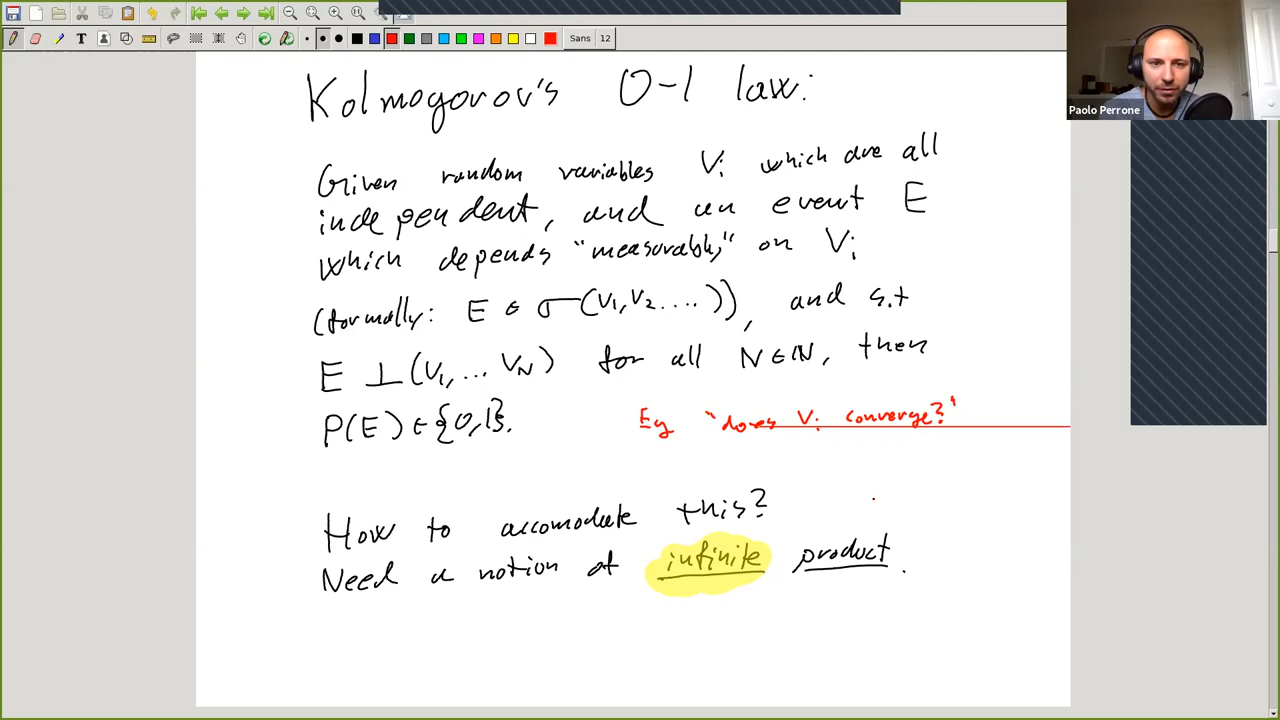 Sans 12
Paolo Perrone
Kolmogorov's 0-1 law:
Given random variables Vi which are all
independent, and an event E
which depends "measurably" on Vi
(formally: E ∈ σ(V1,V2....)), and s.t
E ⊥ (V1,... VN) for all N∈ℕ, then
P(E) ∈ {0,1}.
Eg "does Vi converge?"
How to accomodate this?
Need a notion of infinite product.